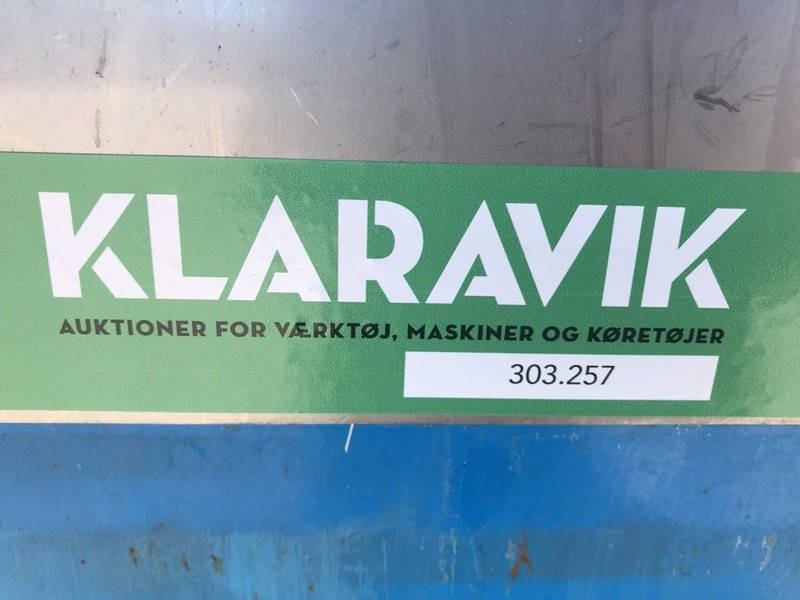 KLARAVIK
AUKTIONER FOR VÆRKTØJ, MASKINER OG KØRETØJER
303.257